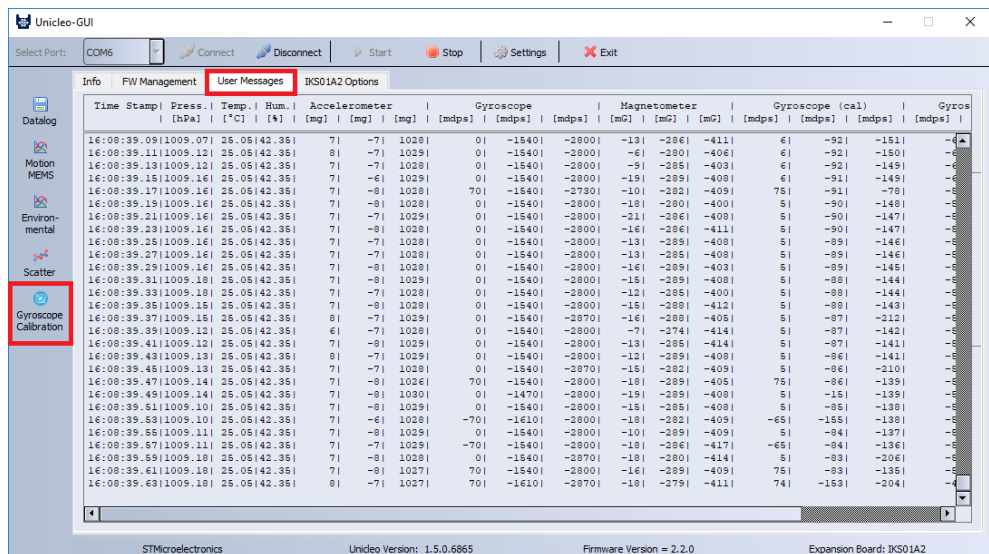 Unicleo-GUI
Select Port: COM6 Connect Disconnect Start Stop Settings Exit
Info FW Management User Messages IKS01A2 Options
Datalog
Motion MEMS
Environ-mental
Scatter
Gyroscope Calibration
Time Stamp| Press.| Temp.| Hum.| Accelerometer | Gyroscope | Magnetometer | Gyroscope (cal) | Gyros
| [hPa] | [°C] | [%] | [mg] | [mg] | [mg] | [mdps] | [mdps] | [mdps] | [mG] | [mG] | [mG] | [mdps] | [mdps] | [mdps] | [mdps] |
16:08:39.09|1009.07| 25.05|42.35| 7| -7| 1028| 0| -1540| -2800| -13| -286| -411| 6| -92| -151|
16:08:39.11|1009.12| 25.05|42.35| 8| -7| 1029| 0| -1540| -2800| -6| -280| -406| 6| -92| -150|
16:08:39.13|1009.12| 25.05|42.35| 7| -7| 1028| 0| -1540| -2800| -9| -285| -403| 6| -92| -149|
16:08:39.15|1009.16| 25.05|42.35| 7| -6| 1029| 0| -1540| -2800| -19| -289| -408| 6| -91| -149|
16:08:39.17|1009.16| 25.05|42.35| 7| -8| 1028| 70| -1540| -2730| -10| -282| -409| 75| -91| -78|
16:08:39.19|1009.16| 25.05|42.35| 7| -8| 1028| 0| -1540| -2800| -18| -280| -400| 5| -90| -148|
16:08:39.21|1009.16| 25.05|42.35| 7| -7| 1029| 0| -1540| -2800| -21| -286| -408| 5| -90| -147|
16:08:39.23|1009.16| 25.05|42.35| 7| -8| 1028| 0| -1540| -2800| -16| -286| -411| 5| -90| -147|
16:08:39.25|1009.16| 25.05|42.35| 7| -7| 1028| 0| -1540| -2800| -13| -289| -408| 5| -89| -146|
16:08:39.27|1009.16| 25.05|42.35| 7| -7| 1028| 0| -1540| -2800| -13| -285| -408| 5| -89| -146|
16:08:39.29|1009.16| 25.05|42.35| 7| -8| 1028| 0| -1540| -2800| -16| -289| -403| 5| -89| -145|
16:08:39.31|1009.18| 25.05|42.35| 7| -8| 1029| 0| -1540| -2800| -15| -289| -408| 5| -88| -144|
16:08:39.33|1009.18| 25.05|42.35| 7| -8| 1028| 0| -1540| -2800| -12| -285| -400| 5| -88| -144|
16:08:39.35|1009.15| 25.05|42.35| 7| -8| 1028| 0| -1540| -2800| -15| -288| -412| 5| -88| -143|
16:08:39.37|1009.15| 25.05|42.35| 8| -7| 1029| 0| -1540| -2870| -16| -288| -405| 5| -87| -212|
16:08:39.39|1009.12| 25.05|42.35| 6| -7| 1028| 0| -1540| -2800| -7| -274| -414| 5| -87| -142|
16:08:39.41|1009.12| 25.05|42.35| 7| -8| 1029| 0| -1540| -2800| -13| -285| -414| 5| -87| -141|
16:08:39.43|1009.13| 25.05|42.35| 8| -7| 1029| 0| -1540| -2800| -12| -289| -408| 5| -86| -141|
16:08:39.45|1009.13| 25.05|42.35| 7| -7| 1028| 0| -1540| -2870| -15| -282| -409| 5| -86| -210|
16:08:39.47|1009.14| 25.05|42.35| 7| -8| 1026| 70| -1540| -2800| -18| -289| -405| 75| -86| -139|
16:08:39.49|1009.14| 25.05|42.35| 7| -8| 1030| 0| -1470| -2800| -19| -289| -408| 5| -15| -139|
16:08:39.51|1009.10| 25.05|42.35| 7| -8| 1029| 0| -1540| -2800| -15| -285| -408| 5| -85| -138|
16:08:39.53|1009.10| 25.05|42.35| 7| -6| 1028| -70| -1610| -2800| -18| -282| -409| -65| -155| -138|
16:08:39.55|1009.11| 25.05|42.35| 7| -8| 1029| 0| -1540| -2800| -10| -289| -409| 5| -84| -137|
16:08:39.57|1009.11| 25.05|42.35| 7| -7| 1029| -70| -1540| -2800| -18| -286| -417| -65| -84| -136|
16:08:39.59|1009.18| 25.05|42.35| 7| -8| 1028| 0| -1540| -2870| -18| -280| -414| 5| -83| -206|
16:08:39.61|1009.18| 25.05|42.35| 7| -8| 1027| 70| -1540| -2800| -16| -289| -409| 75| -83| -135|
16:08:39.63|1009.18| 25.05|42.35| 8| -7| 1027| 70| -1610| -2870| -18| -279| -411| 74| -153| -204|
STMicroelectronics Unicleo Version: 1.5.0.6865 Firmware Version = 2.2.0 Expansion Board: IKS01A2